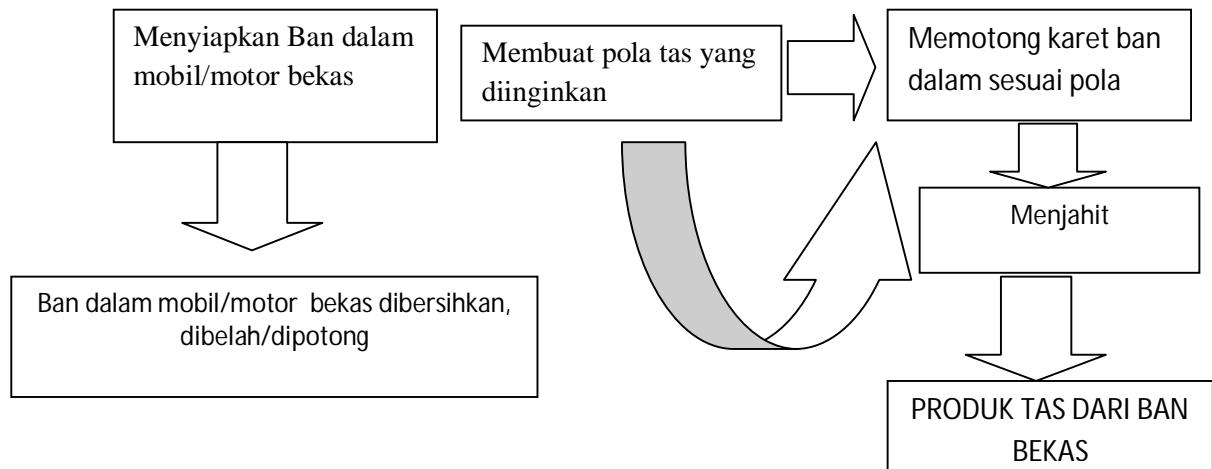 Menyiapkan Ban dalam
mobil/motor bekas
Ban dalam mobil/motor bekas dibersihkan,
dibelah/dipotong
Membuat pola tas yang
diinginkan
Memotong karet ban
dalam sesuai pola
Menjahit
PRODUK TAS DARI BAN
BEKAS